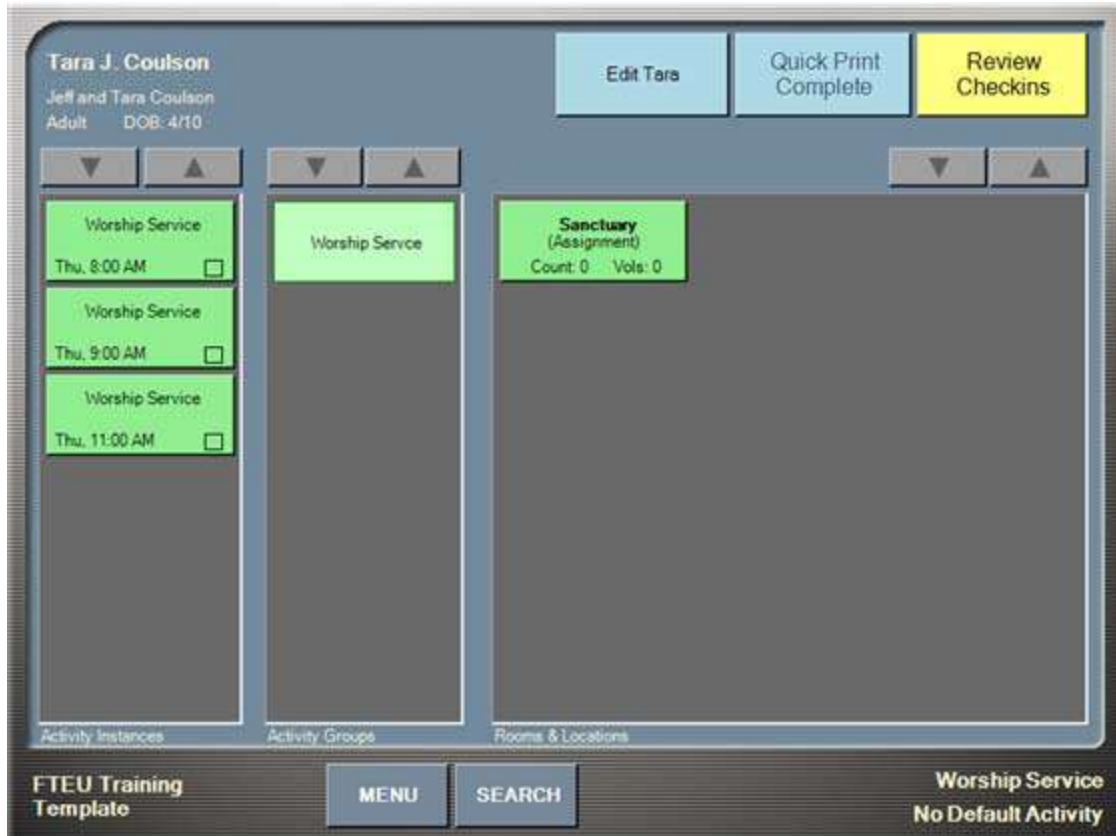 Tara J. Coulson
Jeff and Tara Coulson
Adult DOB: 4/10
Edit Tara
Quick Print
Complete
Review
Checkins
Worship Service
Thu, 8:00 AM
Worship Service
Thu, 9:00 AM
Worship Service
Thu, 11:00 AM
Activity Instances
Worship Servce
Activity Groups
Sanctuary
(Assignment)
Count: 0 Vols: 0
Rooms & Locations
FTEU Training
Template
MENU
SEARCH
Worship Service
No Default Activity